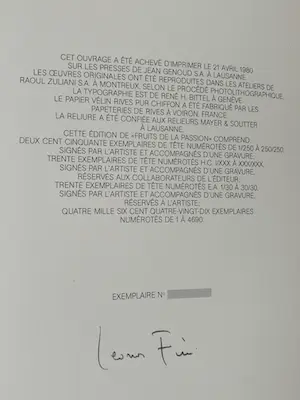 CET OUVRAGE A ÉTÉ ACHEVÉ D'IMPRIMER LE 21 AVRIL 1980
SUR LES PRESSES DE JEAN GENOUD S.A. À LAUSANNE.
LES ŒUVRES ORIGINALES ONT ÉTÉ REPRODUITES DANS LES ATELIERS DE
RAOUL ZULIANI S.A. À MONTREUX, SELON LE PROCÉDÉ PHOTOLITHOGRAPHIQUE.
LA TYPOGRAPHIE EST DE RENÉ H. BITTEL À GENÈVE.
LE PAPIER VÉLIN RIVES PUR CHIFFON A ÉTÉ FABRIQUÉ PAR LES
PAPETERIES DE RIVES À VOIRON, FRANCE.
LA RELIURE A ÉTÉ CONFIÉE AUX RELIEURS MAYER & SOUTTER
À LAUSANNE.
CETTE ÉDITION DE «FRUITS DE LA PASSION» COMPREND:
DEUX CENT CINQUANTE EXEMPLAIRES DE TÊTE NUMÉROTÉS DE 1/250 À 250/250
SIGNÉS PAR L'ARTISTE ET ACCOMPAGNÉS D'UNE GRAVURE,
TRENTE EXEMPLAIRES DE TÊTE NUMÉROTÉS H.C. I/XXX À XXX/XXX,
SIGNÉS PAR L'ARTISTE ET ACCOMPAGNÉS D'UNE GRAVURE,
RÉSERVÉS AUX COLLABORATEURS DE L'ÉDITEUR;
TRENTE EXEMPLAIRES DE TÊTE NUMÉROTÉS E.A. 1/30 À 30/30,
SIGNÉS PAR L'ARTISTE ET ACCOMPAGNÉS D'UNE GRAVURE,
RÉSERVÉS À L'ARTISTE;
QUATRE MILLE SIX CENT QUATRE-VINGT-DIX EXEMPLAIRES
NUMÉROTÉS DE 1 À 4690.
EXEMPLAIRE N°
Leonor Fini